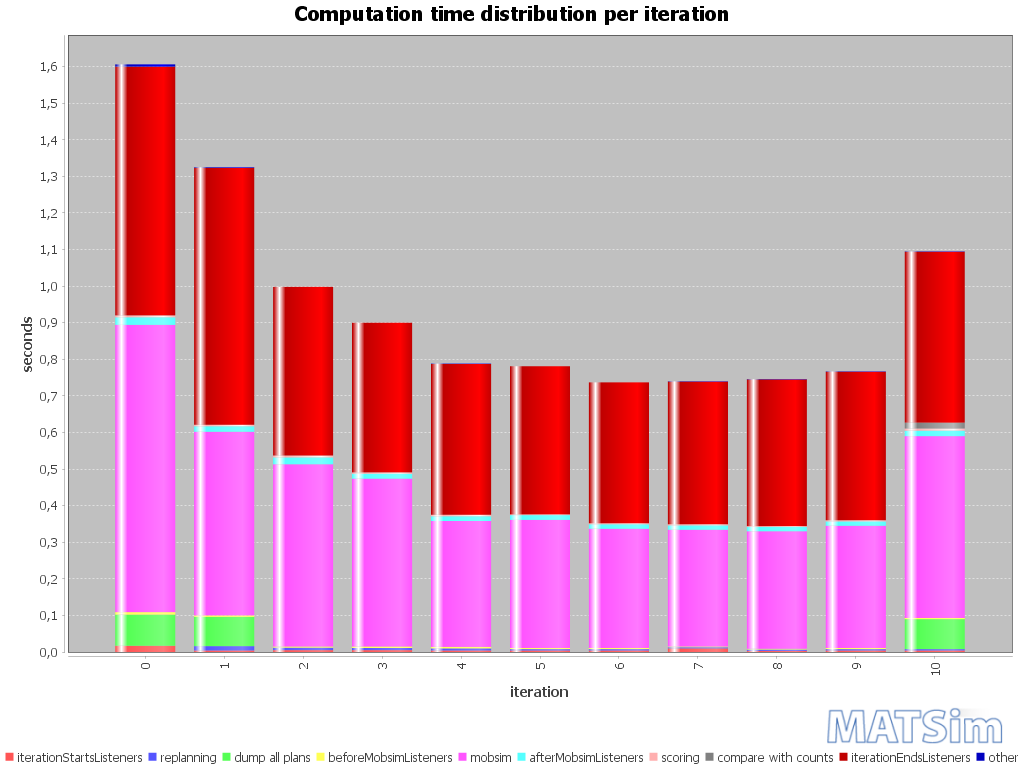 Computation time distribution per iteration
1,6
1,5
1,4
1,3
1,2
1,1
1,0
0,9
0,8
0,7
0,6
0,5
0,4
0,3
0,2
0,1
0,0
seconds
0 1 2 3 4 5 6 7 8 9 10
iteration
MATSim
iterationStartsListeners replanning dump all plans beforeMobsimListeners mobsim afterMobsimListeners scoring compare with counts iterationEndsListeners other